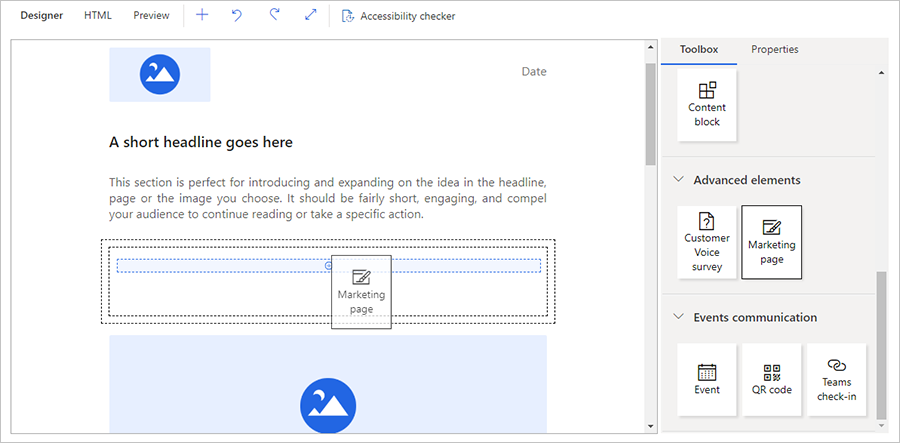 Designer HTML Preview Accessibility checker
Toolbox Properties
Date
Content
block
A short headline goes here
This section is perfect for introducing and expanding on the idea in the headline,
page or the image you choose. It should be fairly short, engaging, and compel
your audience to continue reading or take a specific action.
Marketing
page
Advanced elements
Customer
Voice
survey
Marketing
page
Events communication
Event
QR code
Teams
check-in